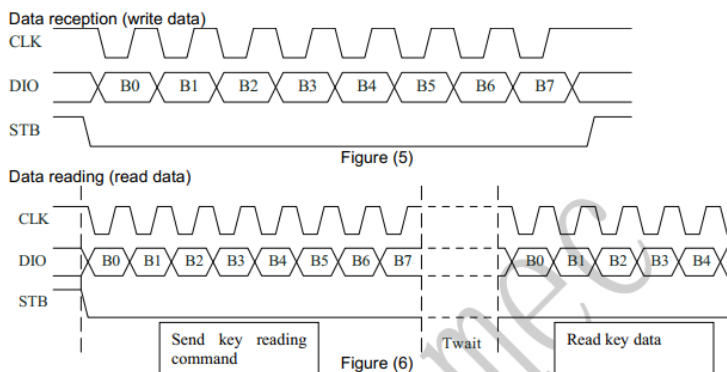 Data reception (write data)
CLK
DIO B0 B1 B2 B3 B4 B5 B6 B7
STB
Figure (5)
Data reading (read data)
CLK
DIO B0 B1 B2 B3 B4 B5 B6 B7 B0 B1 B2 B3 B4
STB
Send key reading command Twait Read key data
Figure (6)